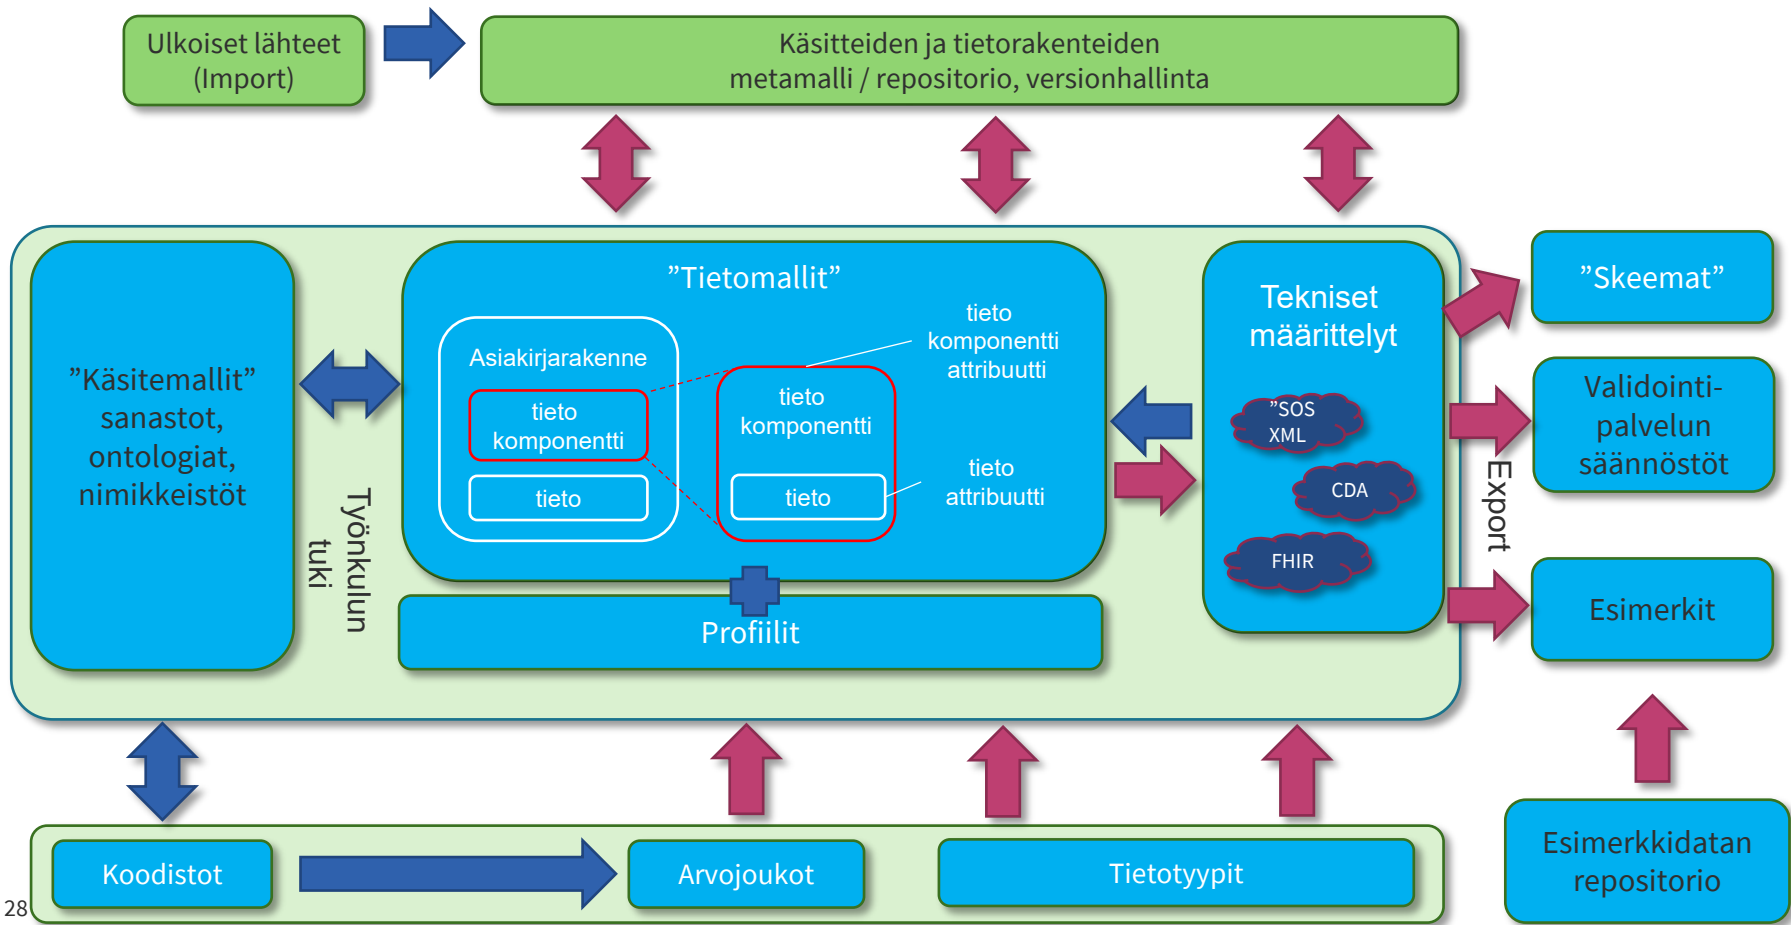 Ulkoiset lähteet
(Import)
Käsitteiden ja tietorakenteiden
metamalli / repositorio, versionhallinta
”Käsitemallit”
sanastot,
ontologiat,
nimikkeistöt
Työnkulun
tuki
”Tietomallit”
Asiakirjarakenne
tieto
komponentti
tieto
tieto
komponentti
tieto
tieto
komponentti
attribuutti
tieto
attribuutti
Profiilit
Tekniset
määrittelyt
”SOS
XML
CDA
FHIR
Export
”Skeemat”
Validointi-
palvelun
säännöstöt
Esimerkit
Koodistot
Arvojoukot
Tietotyypit
Esimerkkidatan
repositorio
28